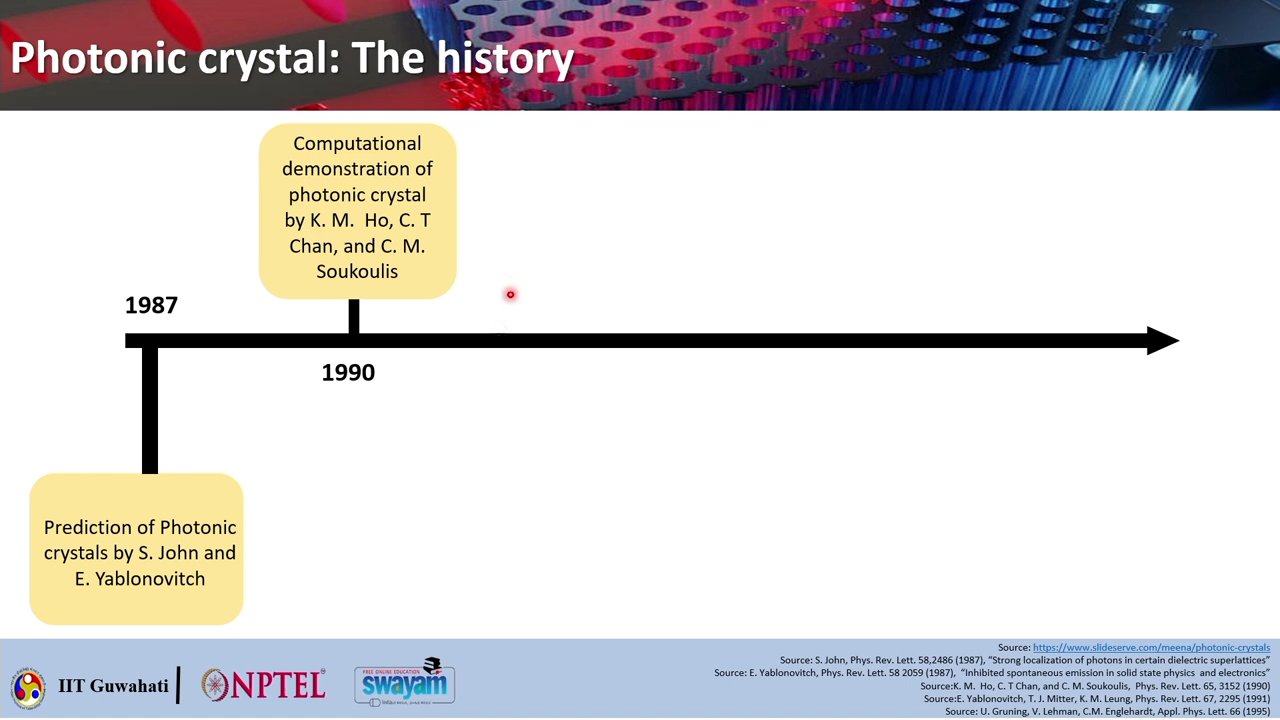 Photonic crystal: The history
Computational
demonstration of
photonic crystal
by K. M. Ho, C. T
Chan, and C. M.
Soukoulis
1987
1990
Prediction of Photonic
crystals by S. John and
E. Yablonovitch
IIT Guwahati
NPTEL
FREE ONLINE EDUCATION
swayam
Source: https://www.slideserve.com/meena/photonic-crystals
Source: S. John, Phys. Rev. Lett. 58,2486 (1987), “Strong localization of photons in certain dielectric superlattices”
Source: E. Yablonovitch, Phys. Rev. Lett. 58 2059 (1987), “Inhibited spontaneous emission in solid state physics and electronics”
Source:K. M. Ho, C. T Chan, and C. M. Soukoulis, Phys. Rev. Lett. 65, 3152 (1990)
Source:E. Yablonovitch, T. J. Mitter, K. M. Leung, Phys. Rev. Lett. 67, 2295 (1991)
Source: U. Gruning, V. Lehman, C.M. Englehardt, Appl. Phys. Lett. 66 (1995)